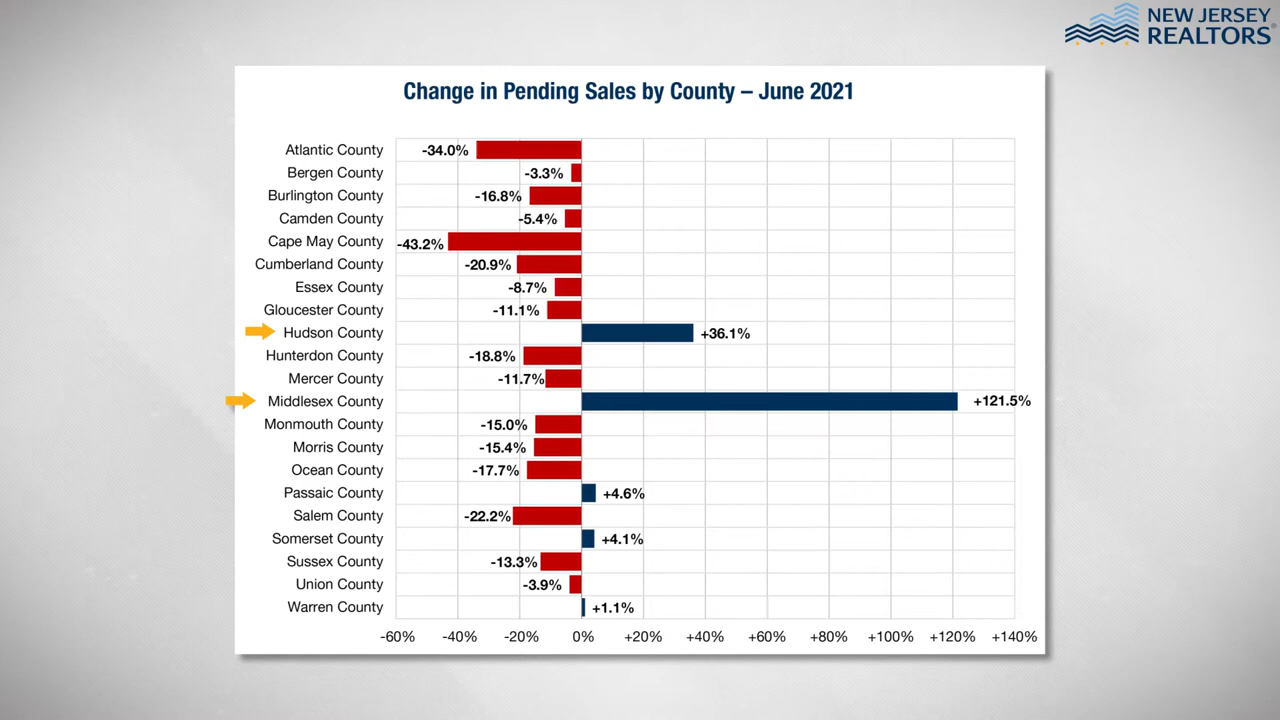 NEW JERSEY
REALTORS®
Change in Pending Sales by County – June 2021
Atlantic County -34.0%
Bergen County -3.3%
Burlington County -16.8%
Camden County -5.4%
Cape May County -43.2%
Cumberland County -20.9%
Essex County -8.7%
Gloucester County -11.1%
Hudson County +36.1%
Hunterdon County -18.8%
Mercer County -11.7%
Middlesex County +121.5%
Monmouth County -15.0%
Morris County -15.4%
Ocean County -17.7%
Passaic County +4.6%
Salem County -22.2%
Somerset County +4.1%
Sussex County -13.3%
Union County -3.9%
Warren County +1.1%
-60% -40% -20% 0% +20% +40% +60% +80% +100% +120% +140%